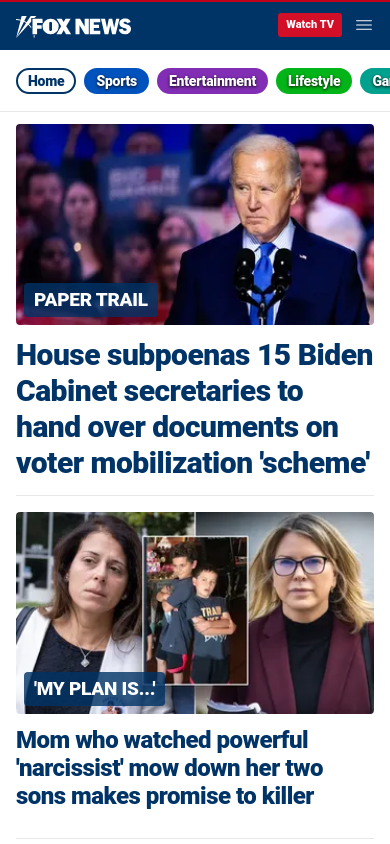 FOX NEWS
Watch TV
Home
Sports
Entertainment
Lifestyle
BIDEN
HARRIS
PAPER TRAIL
House subpoenas 15 Biden
Cabinet secretaries to
hand over documents on
voter mobilization 'scheme'
'MY PLAN IS...'
Mom who watched powerful
'narcissist' mow down her two
sons makes promise to killer